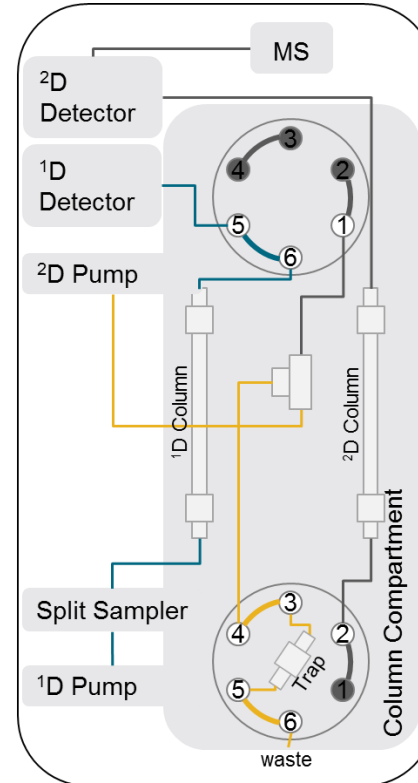 MS
²D
Detector
¹D
Detector
²D Pump
3
4
2
5
1
6
¹D Column
²D Column
Column Compartment
Split Sampler
¹D Pump
3
4
2
Trap
5
1
6
waste